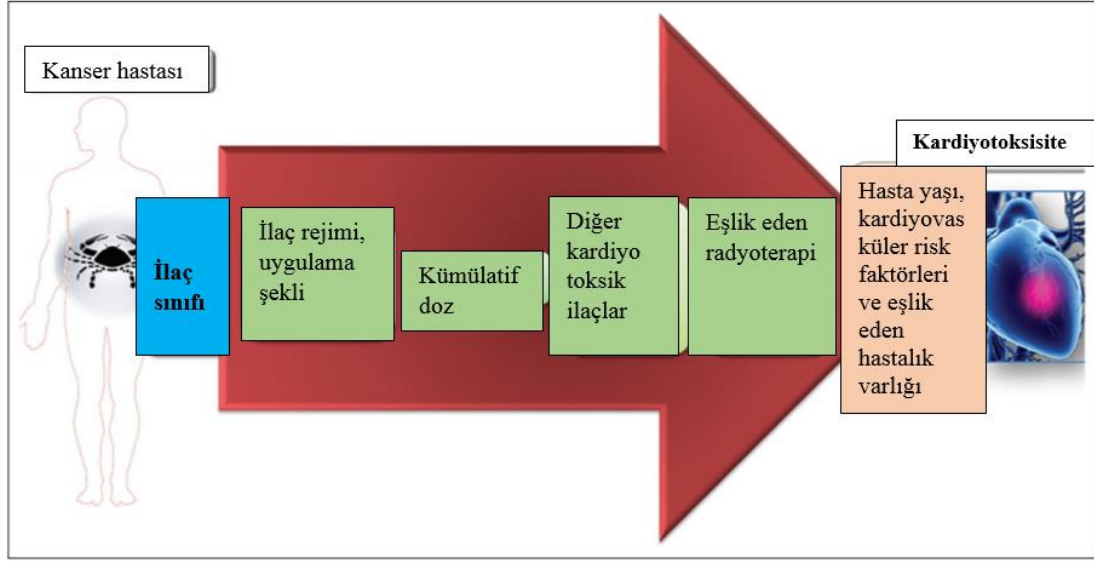 Kanser hastası
Kardiyotoksisite
İlaç
sınıfı
İlaç rejimi,
uygulama
şekli
Kümülatif
doz
Diğer
kardiyo
toksik
ilaçlar
Eşlik eden
radyoterapi
Hasta yaşı,
kardiyovas
küler risk
faktörleri
ve eşlik
eden
hastalık
varlığı